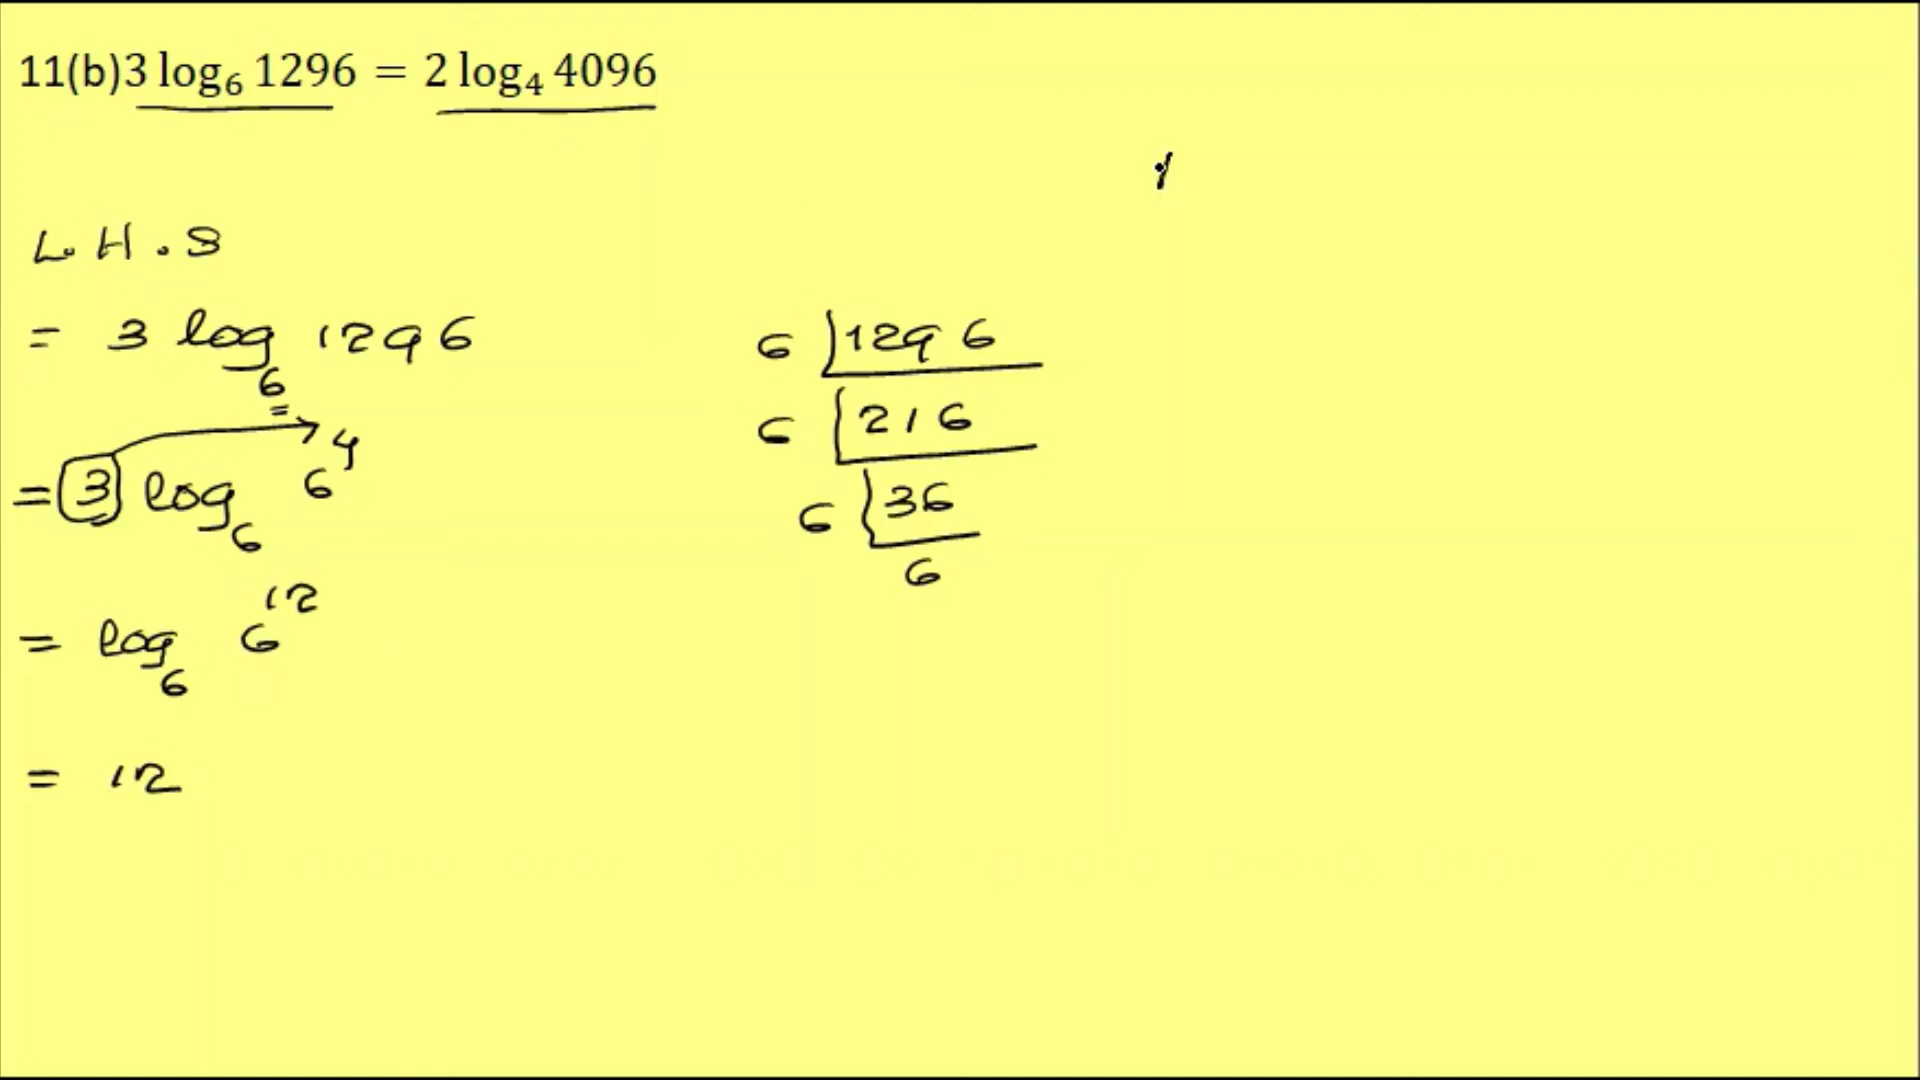 11(b)3 log₆ 1296 = 2 log₄ 4096
L.H.S
= 3 log₆ 1296
= 3 log₆ 6⁴
= log₆ 6¹²
= 12
6 1296
6 216
6 36
6